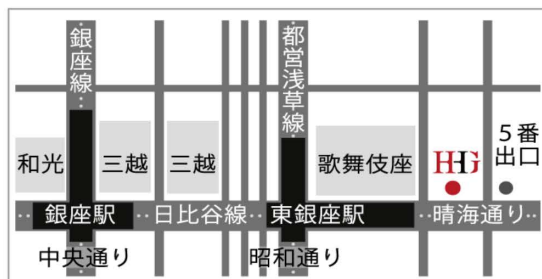 銀座線
都営浅草線
和光
三越
三越
歌舞伎座
HHG
5番
出口
銀座駅
日比谷線
東銀座駅
晴海通り
中央通り
昭和通り